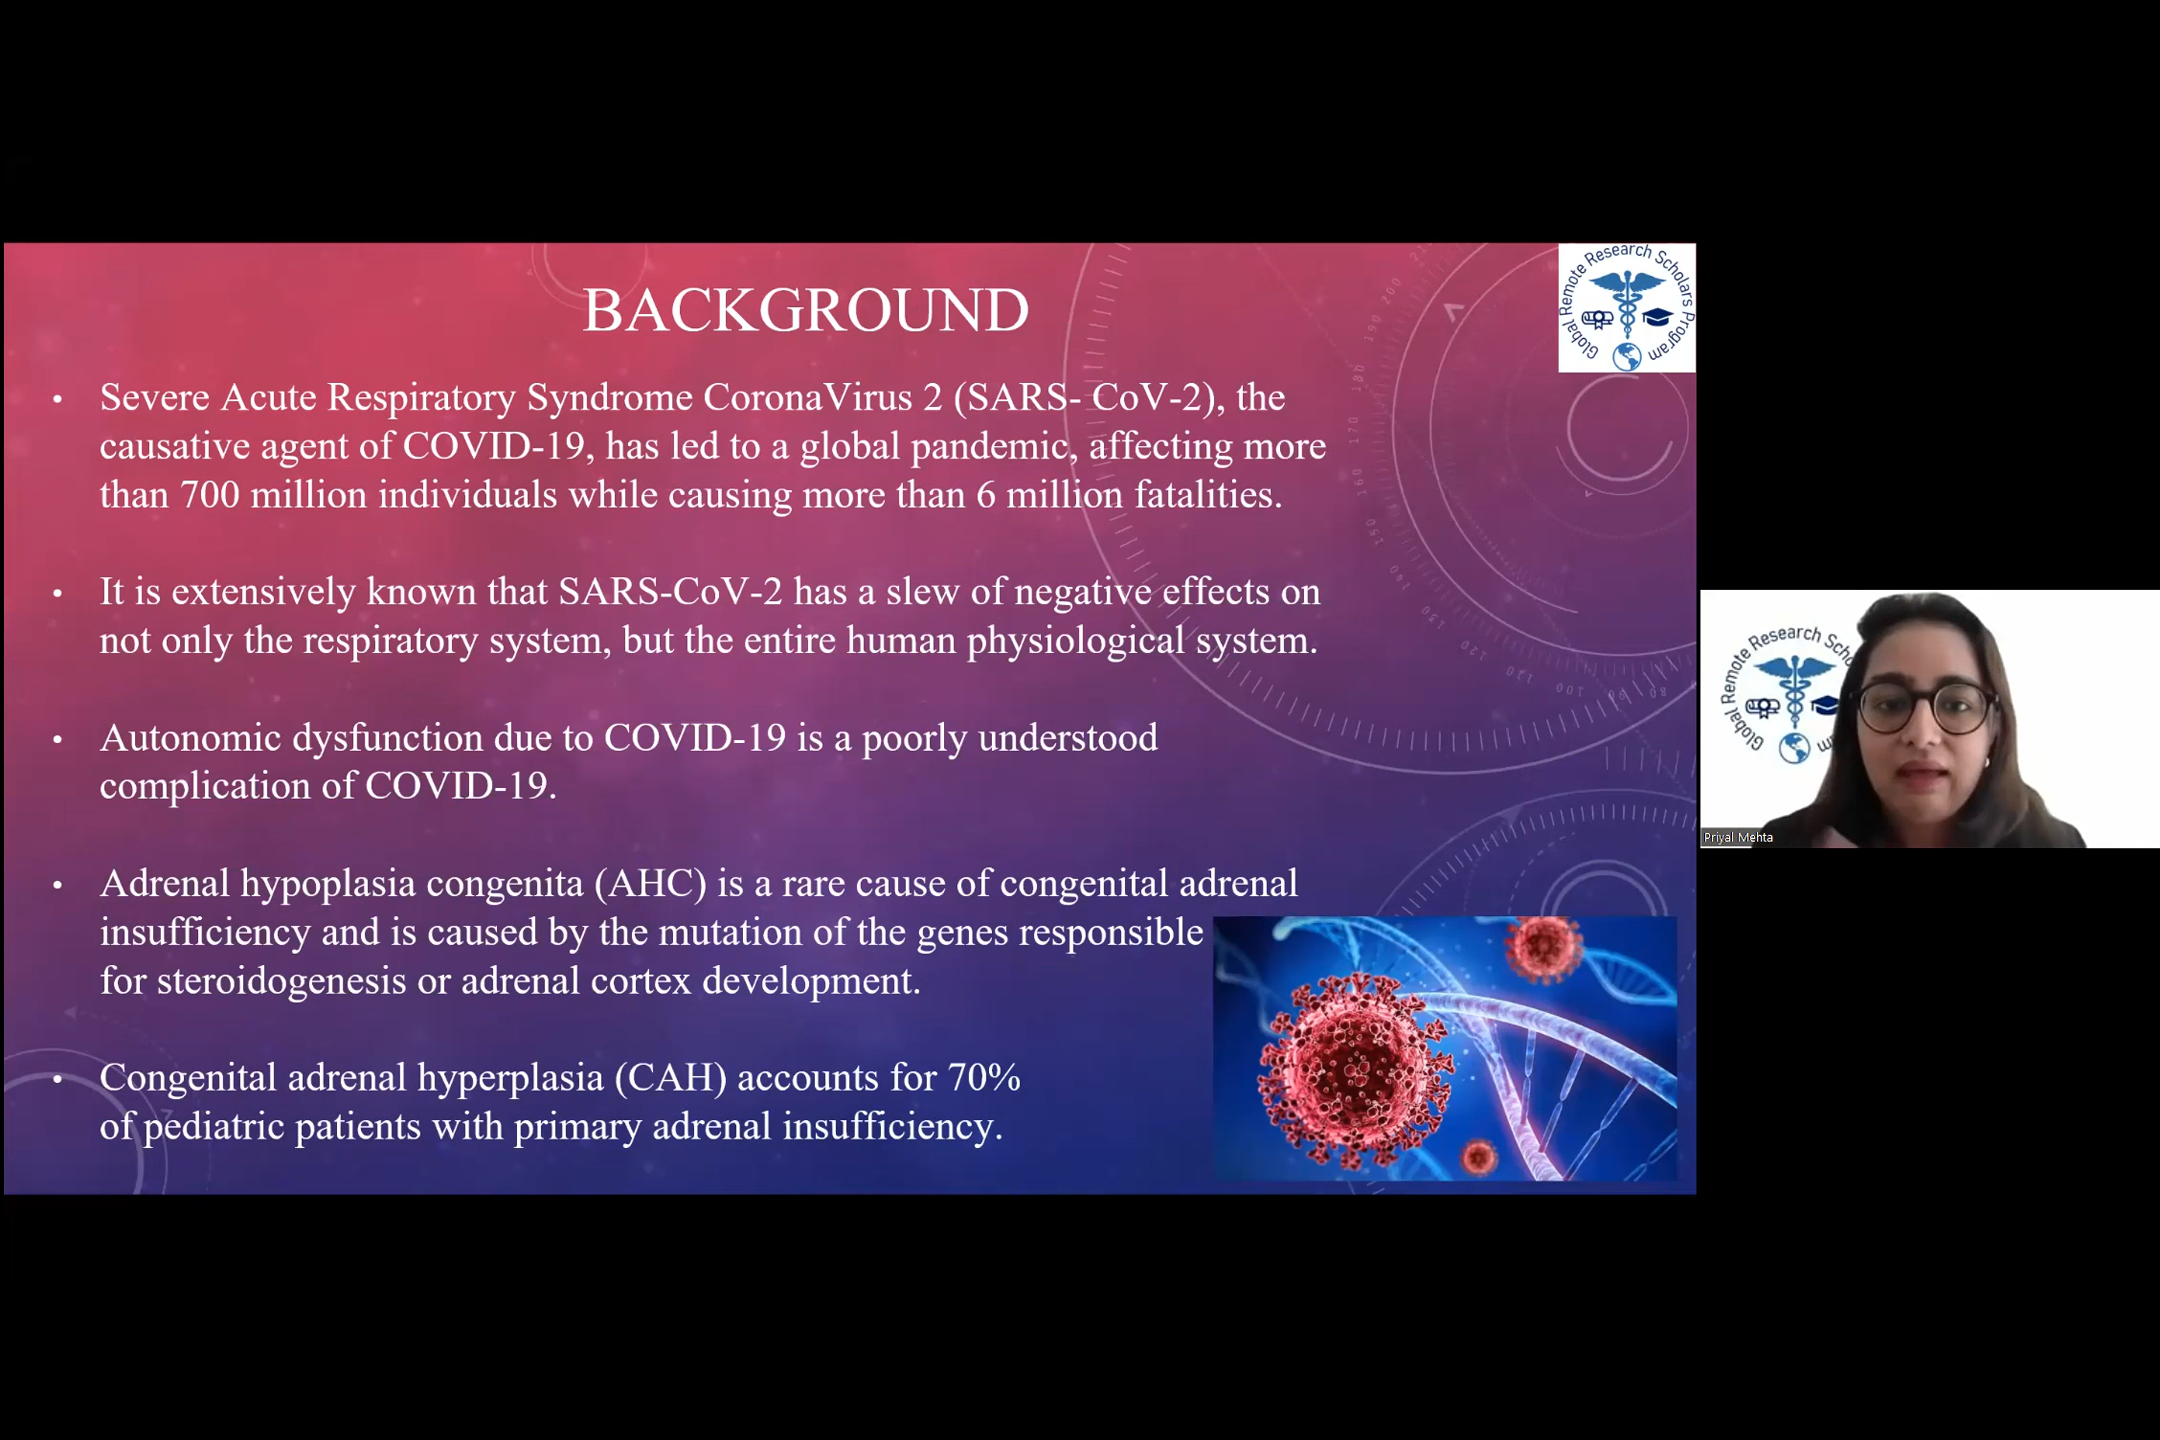 BACKGROUND
Global Remote Research Scholars Program
• Severe Acute Respiratory Syndrome CoronaVirus 2 (SARS- CoV-2), the
causative agent of COVID-19, has led to a global pandemic, affecting more
than 700 million individuals while causing more than 6 million fatalities.
• It is extensively known that SARS-CoV-2 has a slew of negative effects on
not only the respiratory system, but the entire human physiological system.
• Autonomic dysfunction due to COVID-19 is a poorly understood
complication of COVID-19.
• Adrenal hypoplasia congenita (AHC) is a rare cause of congenital adrenal
insufficiency and is caused by the mutation of the genes responsible
for steroidogenesis or adrenal cortex development.
• Congenital adrenal hyperplasia (CAH) accounts for 70%
of pediatric patients with primary adrenal insufficiency.
Global Remote Research Scho
Priyal Mehta